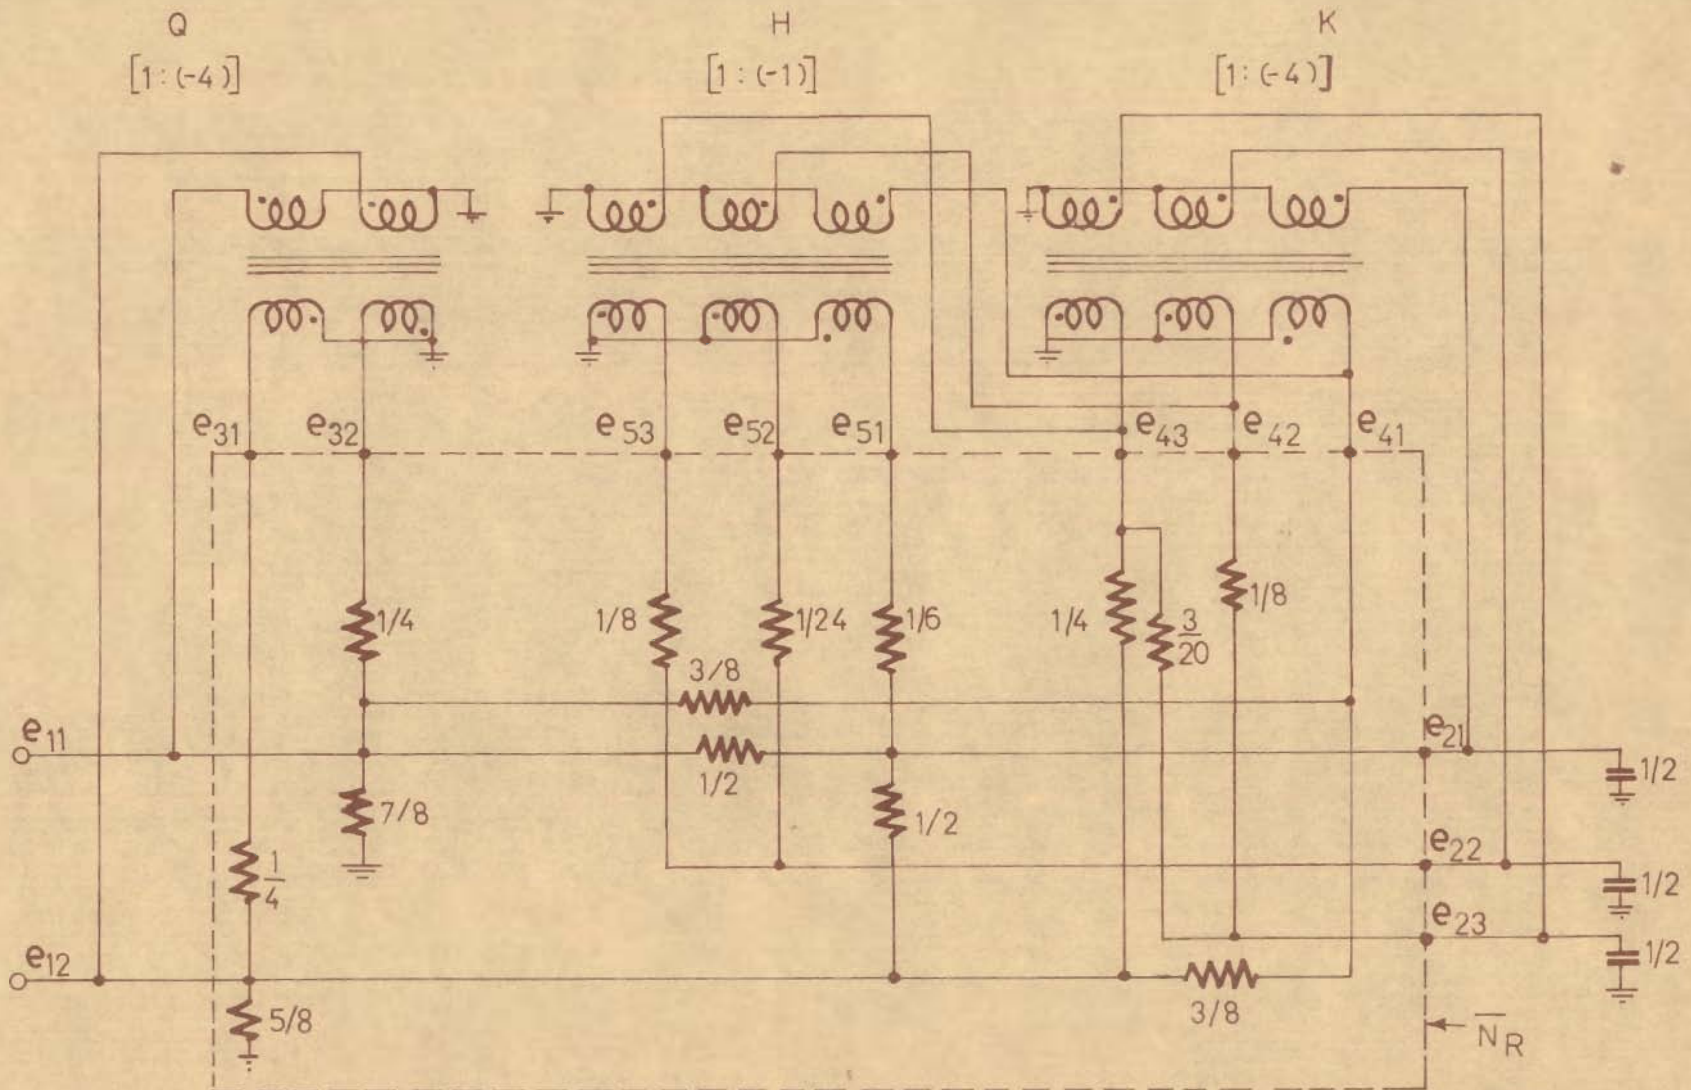 Q H K
[1:(-4)] [1:(-1)] [1:(-4)]
e31 e32 e53 e52 e51 e43 e42 e41
1/4 1/8 1/24 1/6 1/4 3/20 1/8
3/8
e11 e21
1/2 1/2
7/8 1/2
e22
1/4 1/2
e23
e12 1/2
5/8 3/8
N̅R